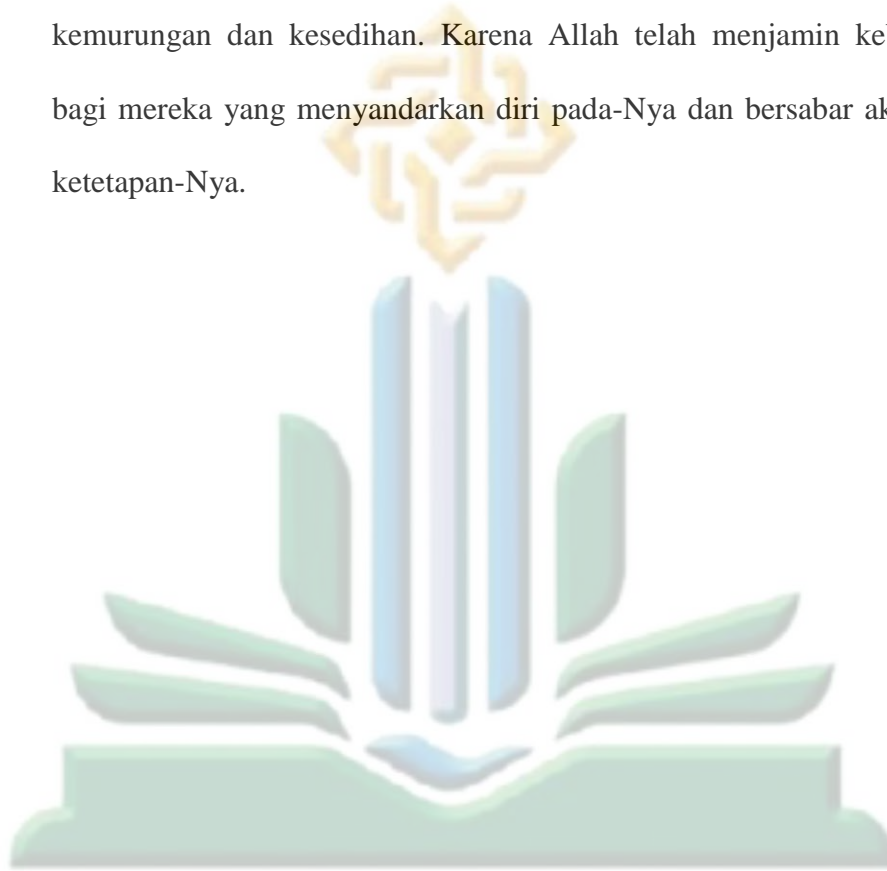 kemurungan dan kesedihan. Karena Allah telah menjamin
bagi mereka yang menyandarkan diri pada-Nya dan bersabar
ketetapan-Nya.